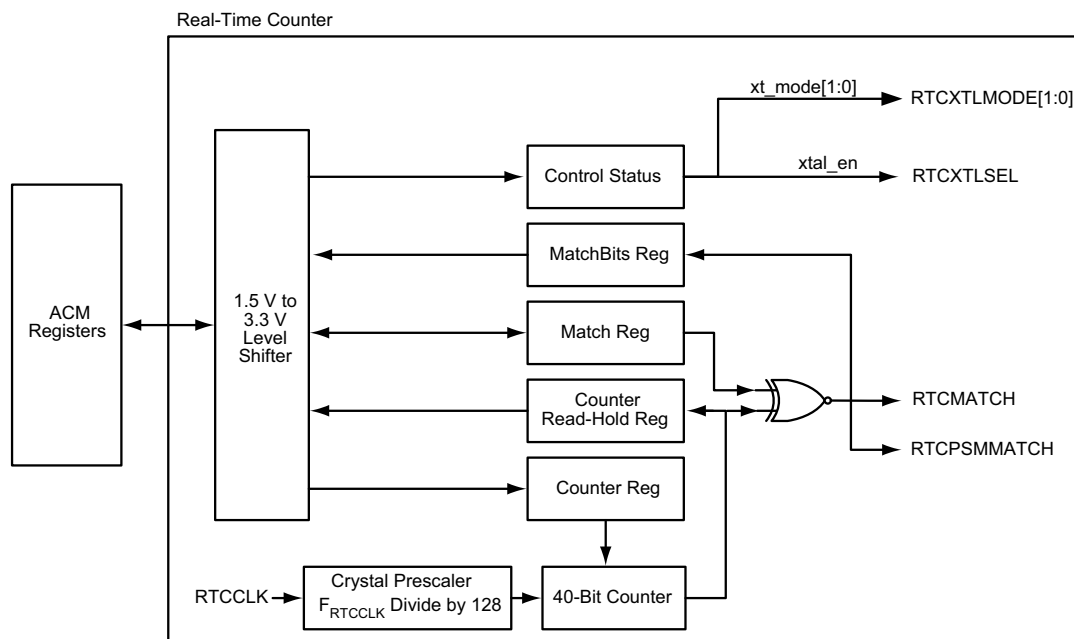 Real-Time Counter
xt_mode[1:0]
RTCXTLMODE[1:0]
Control Status
xtal_en
RTCXTLSEL
MatchBits Reg
ACM
Registers
1.5 V to
3.3 V
Level
Shifter
Match Reg
Counter
Read-Hold Reg
RTCMATCH
RTCPSMMATCH
Counter Reg
RTCCLK
Crystal Prescaler
FRTCCLK Divide by 128
40-Bit Counter